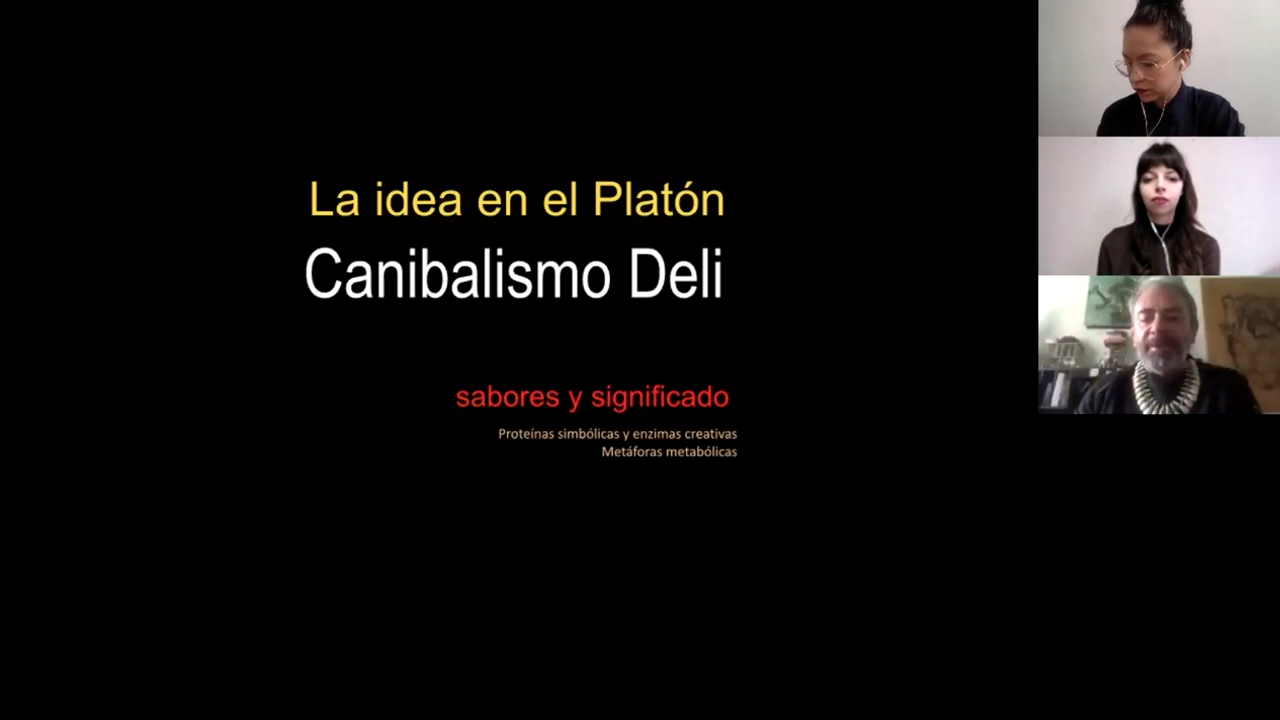 La idea en el Platón
Canibalismo Deli
sabores y significado
Proteínas simbólicas y enzimas creativas
Metáforas metabólicas